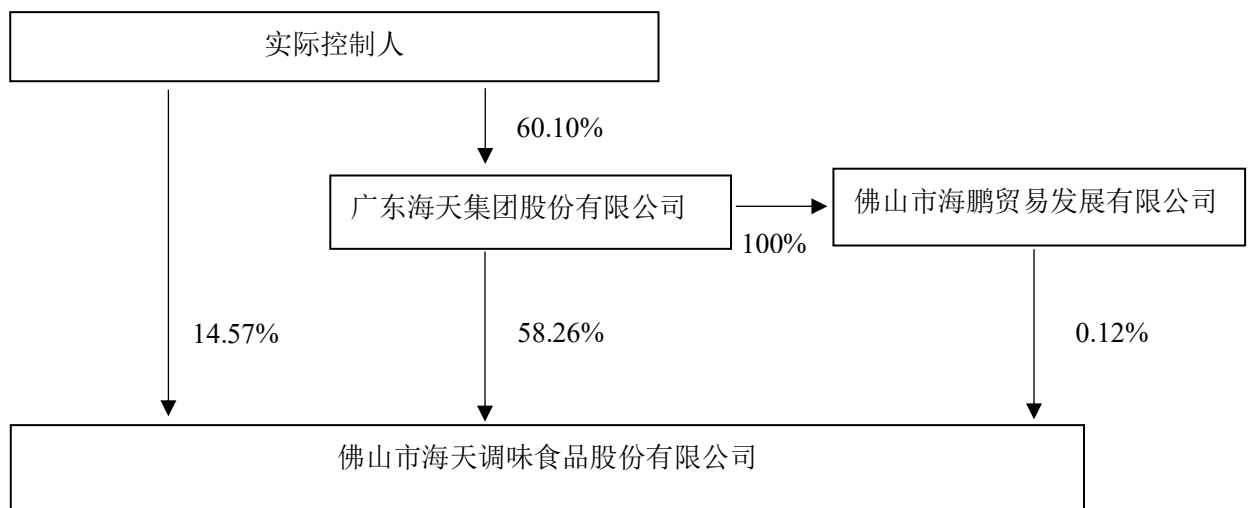 实际控制人
60.10%
广东海天集团股份有限公司
佛山市海鹏贸易发展有限公司
100%
14.57%
58.26%
0.12%
佛山市海天调味食品股份有限公司